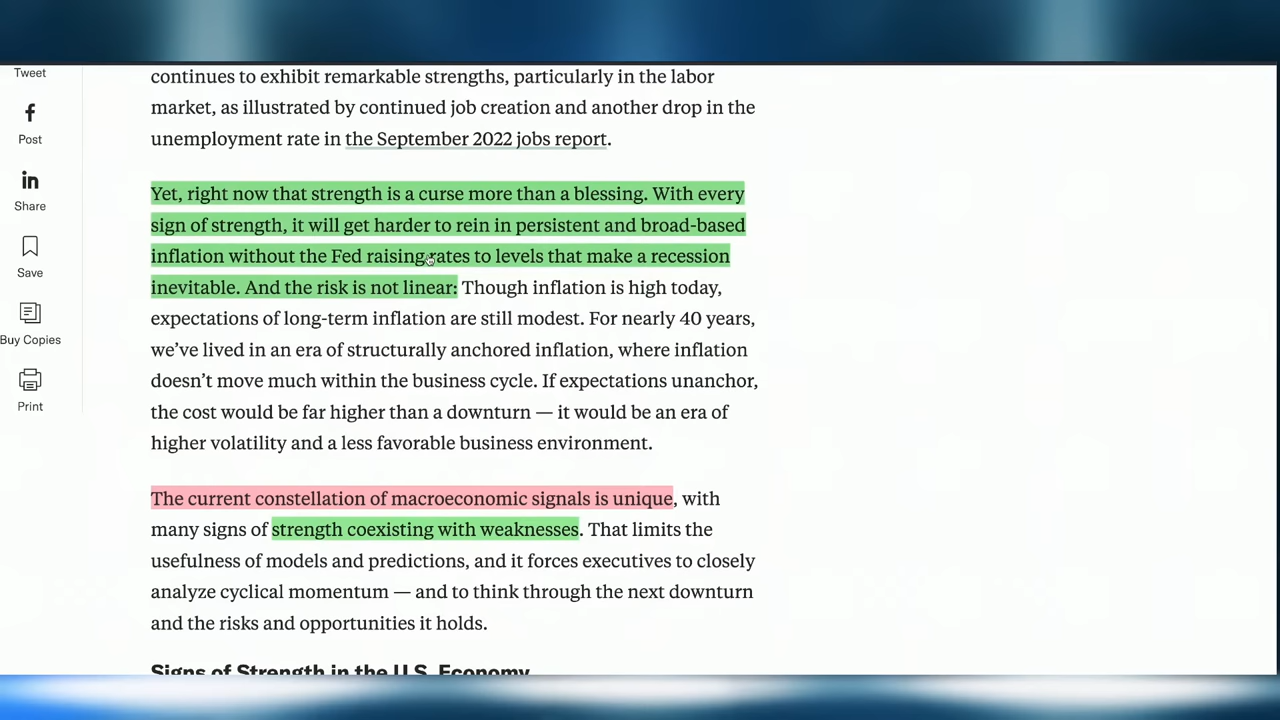 Tweet
Post
Share
Save
Buy Copies
Print
continues to exhibit remarkable strengths, particularly in the labor
market, as illustrated by continued job creation and another drop in the
unemployment rate in the September 2022 jobs report.
Yet, right now that strength is a curse more than a blessing. With every
sign of strength, it will get harder to rein in persistent and broad-based
inflation without the Fed raising rates to levels that make a recession
inevitable. And the risk is not linear: Though inflation is high today,
expectations of long-term inflation are still modest. For nearly 40 years,
we’ve lived in an era of structurally anchored inflation, where inflation
doesn’t move much within the business cycle. If expectations unanchor,
the cost would be far higher than a downturn — it would be an era of
higher volatility and a less favorable business environment.
The current constellation of macroeconomic signals is unique, with
many signs of strength coexisting with weaknesses. That limits the
usefulness of models and predictions, and it forces executives to closely
analyze cyclical momentum — and to think through the next downturn
and the risks and opportunities it holds.
Signs of Strength in the U.S. Economy